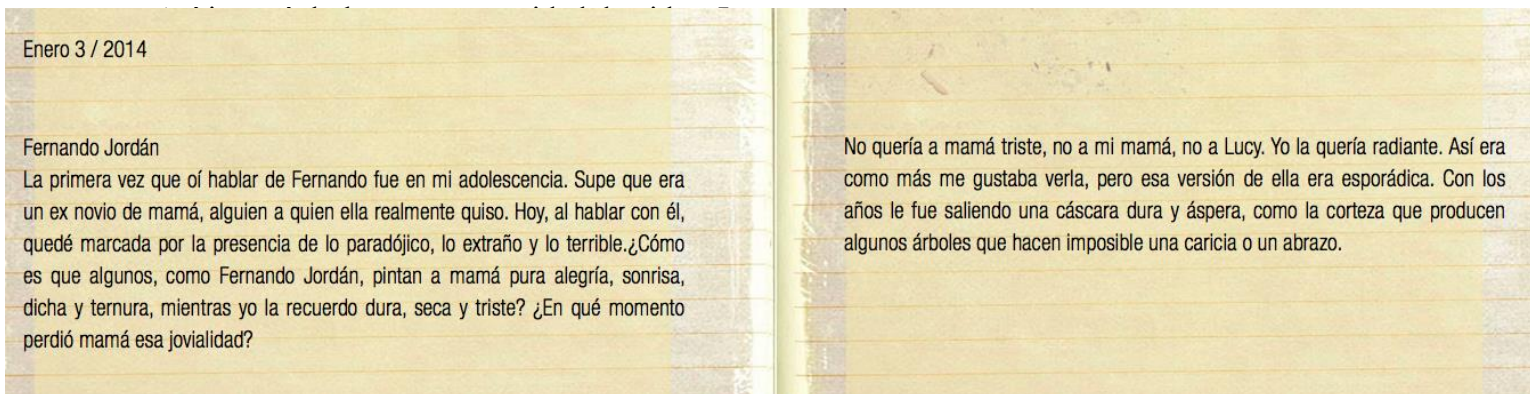 Enero 3 / 2014
Fernando Jordán
La primera vez que oí hablar de Fernando fue en mi adolescencia. Supe que era
un ex novio de mamá, alguien a quien ella realmente quiso. Hoy, al hablar con él,
quedé marcada por la presencia de lo paradójico, lo extraño y lo terrible.¿Cómo
es que algunos, como Fernando Jordán, pintan a mamá pura alegría, sonrisa,
dicha y ternura, mientras yo la recuerdo dura, seca y triste? ¿En qué momento
perdió mamá esa jovialidad?
No quería a mamá triste, no a mi mamá, no a Lucy. Yo la quería radiante. Así era
como más me gustaba verla, pero esa versión de ella era esporádica. Con los
años le fue saliendo una cáscara dura y áspera, como la corteza que producen
algunos árboles que hacen imposible una caricia o un abrazo.